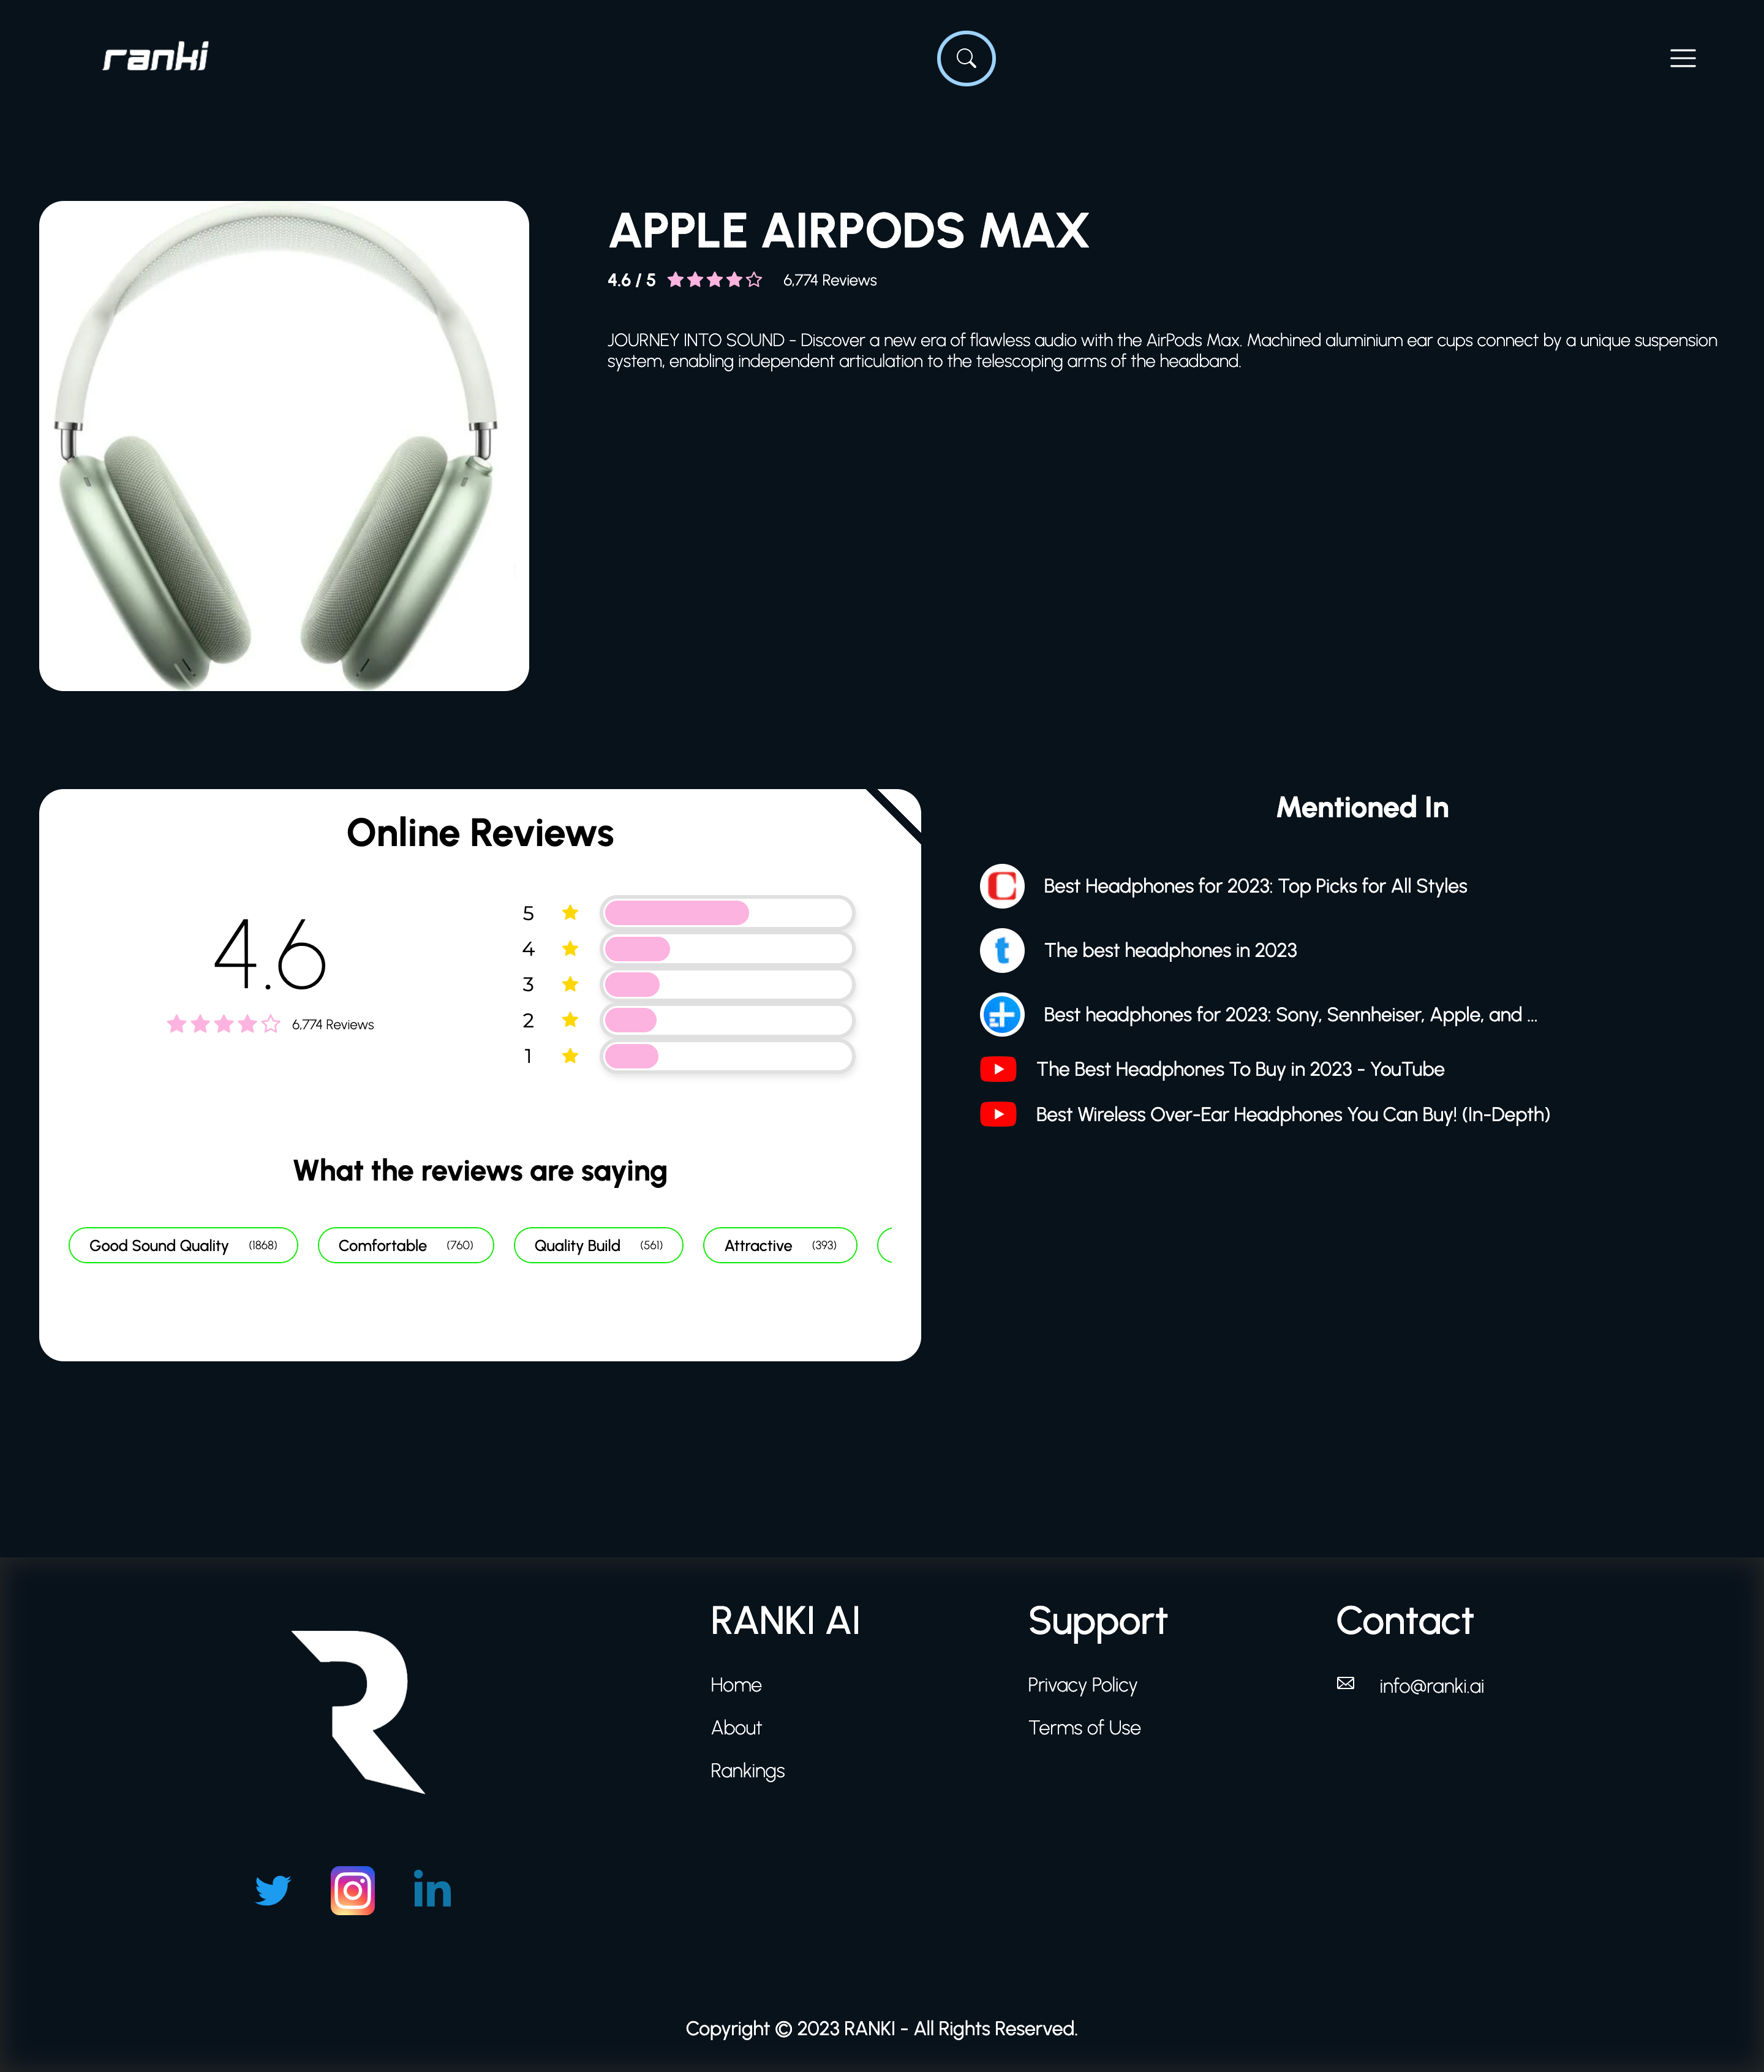 ranki
APPLE AIRPODS MAX
4.6 / 5 6,774 Reviews
JOURNEY INTO SOUND - Discover a new era of flawless audio with the AirPods Max. Machined aluminium ear cups connect by a unique suspension
system, enabling independent articulation to the telescoping arms of the headband.
Online Reviews
4.6
6,774 Reviews
5
4
3
2
1
What the reviews are saying
Good Sound Quality (1868) Comfortable (760) Quality Build (561) Attractive (393)
Mentioned In
Best Headphones for 2023: Top Picks for All Styles
The best headphones in 2023
Best headphones for 2023: Sony, Sennheiser, Apple, and ...
The Best Headphones To Buy in 2023 - YouTube
Best Wireless Over-Ear Headphones You Can Buy! (In-Depth)
RANKI AI
Home
About
Rankings
Support
Privacy Policy
Terms of Use
Contact
info@ranki.ai
Copyright © 2023 RANKI - All Rights Reserved.